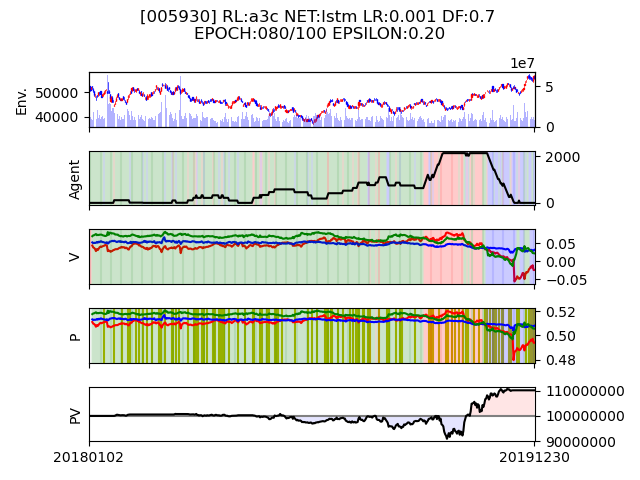 [005930] RL:a3c NET:lstm LR:0.001 DF:0.7
EPOCH:080/100 EPSILON:0.20
1e7
Env.
50000
40000
5
0
Agent
2000
0
V
0.05
0.00
−0.05
P
0.52
0.50
0.48
PV
110000000
100000000
90000000
20180102
20191230